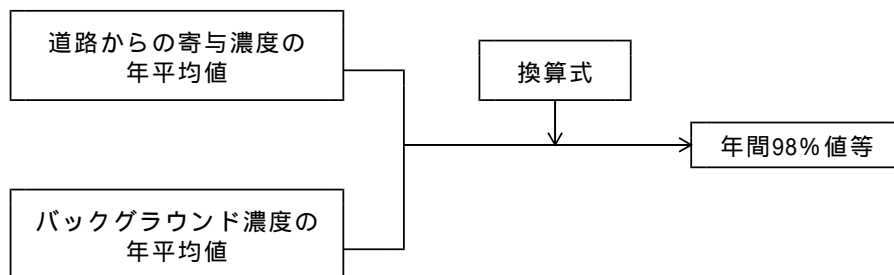 道路からの寄与濃度の
年平均値
換算式
年間98%値等
バックグラウンド濃度の
年平均値